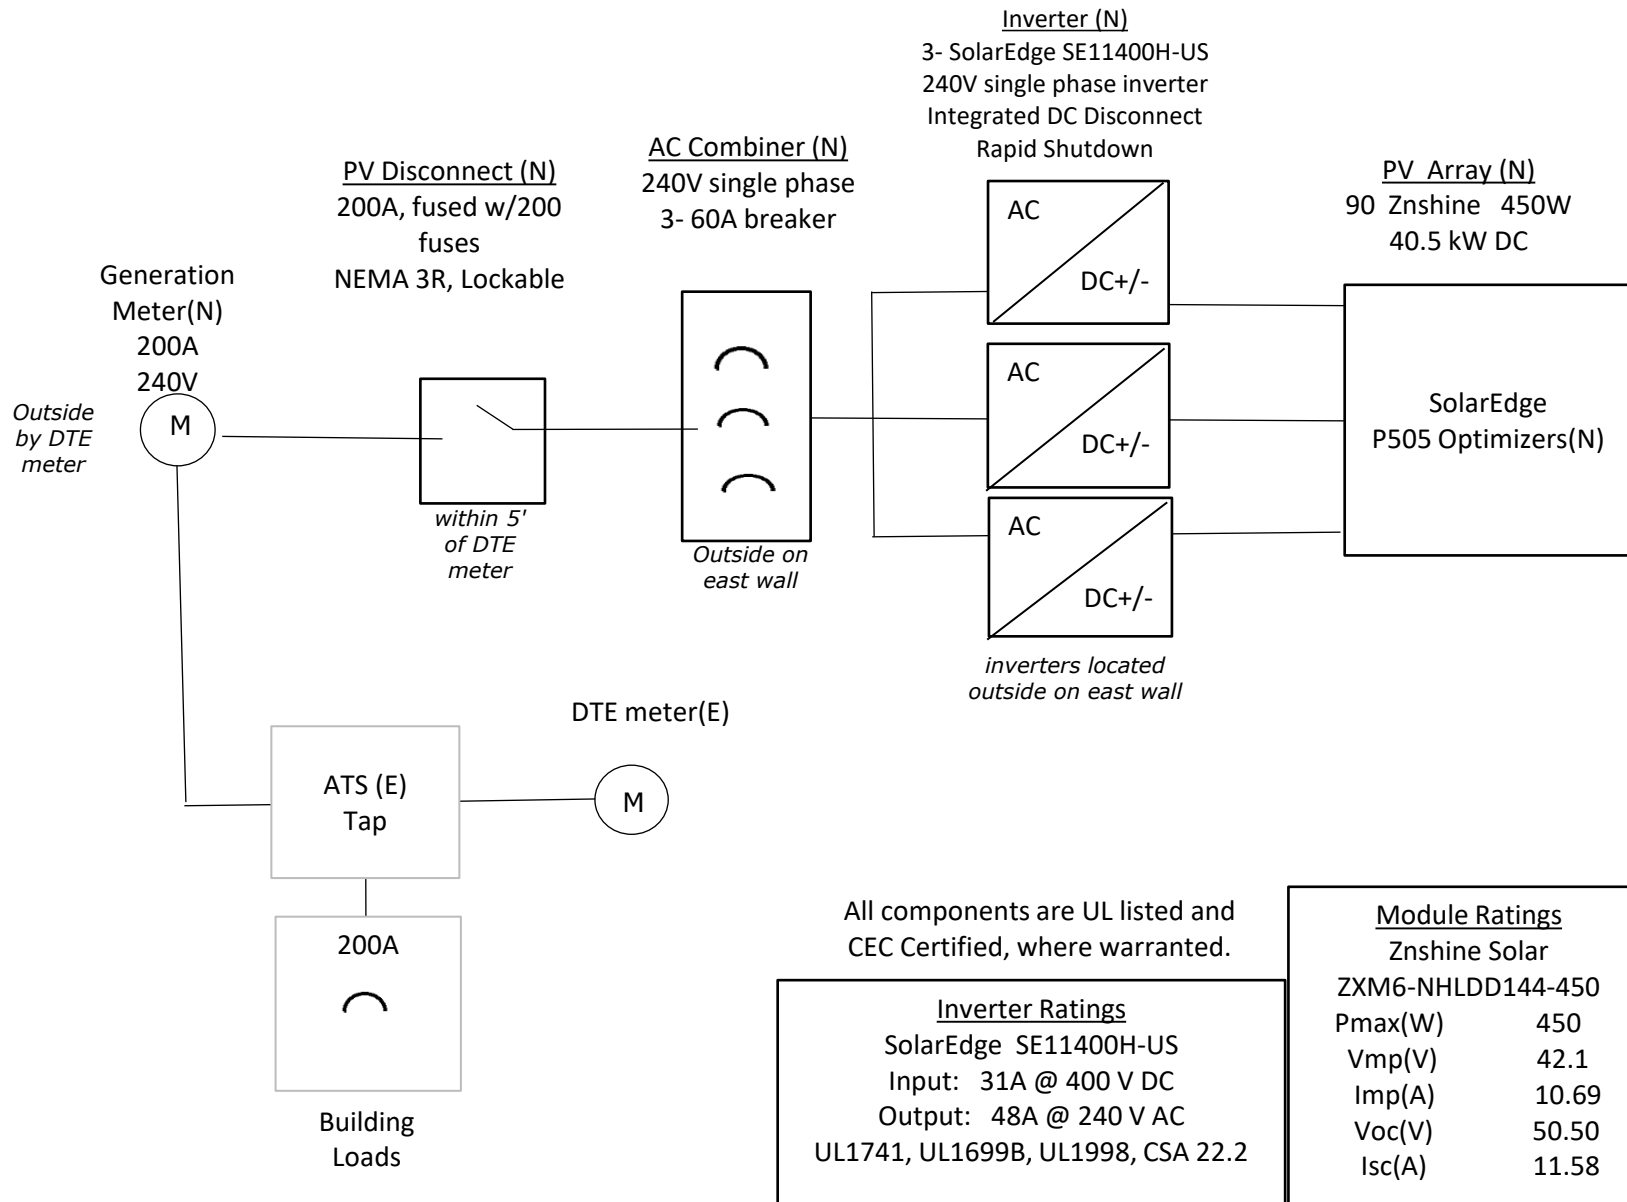 Inverter (N)
3- SolarEdge SE11400H-US
240V single phase inverter
Integrated DC Disconnect
Rapid Shutdown
AC Combiner (N)
240V single phase
3- 60A breaker
PV Disconnect (N)
200A, fused w/200
fuses
NEMA 3R, Lockable
PV Array (N)
90 Znshine 450W
40.5 kW DC
Generation
Meter(N)
200A
240V
Outside
by DTE
meter
M
within 5'
of DTE
meter
Outside on
east wall
AC
DC+/-
AC
DC+/-
AC
DC+/-
inverters located
outside on east wall
SolarEdge
P505 Optimizers(N)
DTE meter(E)
M
ATS (E)
Tap
200A
Building
Loads
All components are UL listed and
CEC Certified, where warranted.
Inverter Ratings
SolarEdge SE11400H-US
Input: 31A @ 400 V DC
Output: 48A @ 240 V AC
UL1741, UL1699B, UL1998, CSA 22.2
Module Ratings
Znshine Solar
ZXM6-NHLDD144-450
Pmax(W) 450
Vmp(V) 42.1
Imp(A) 10.69
Voc(V) 50.50
Isc(A) 11.58